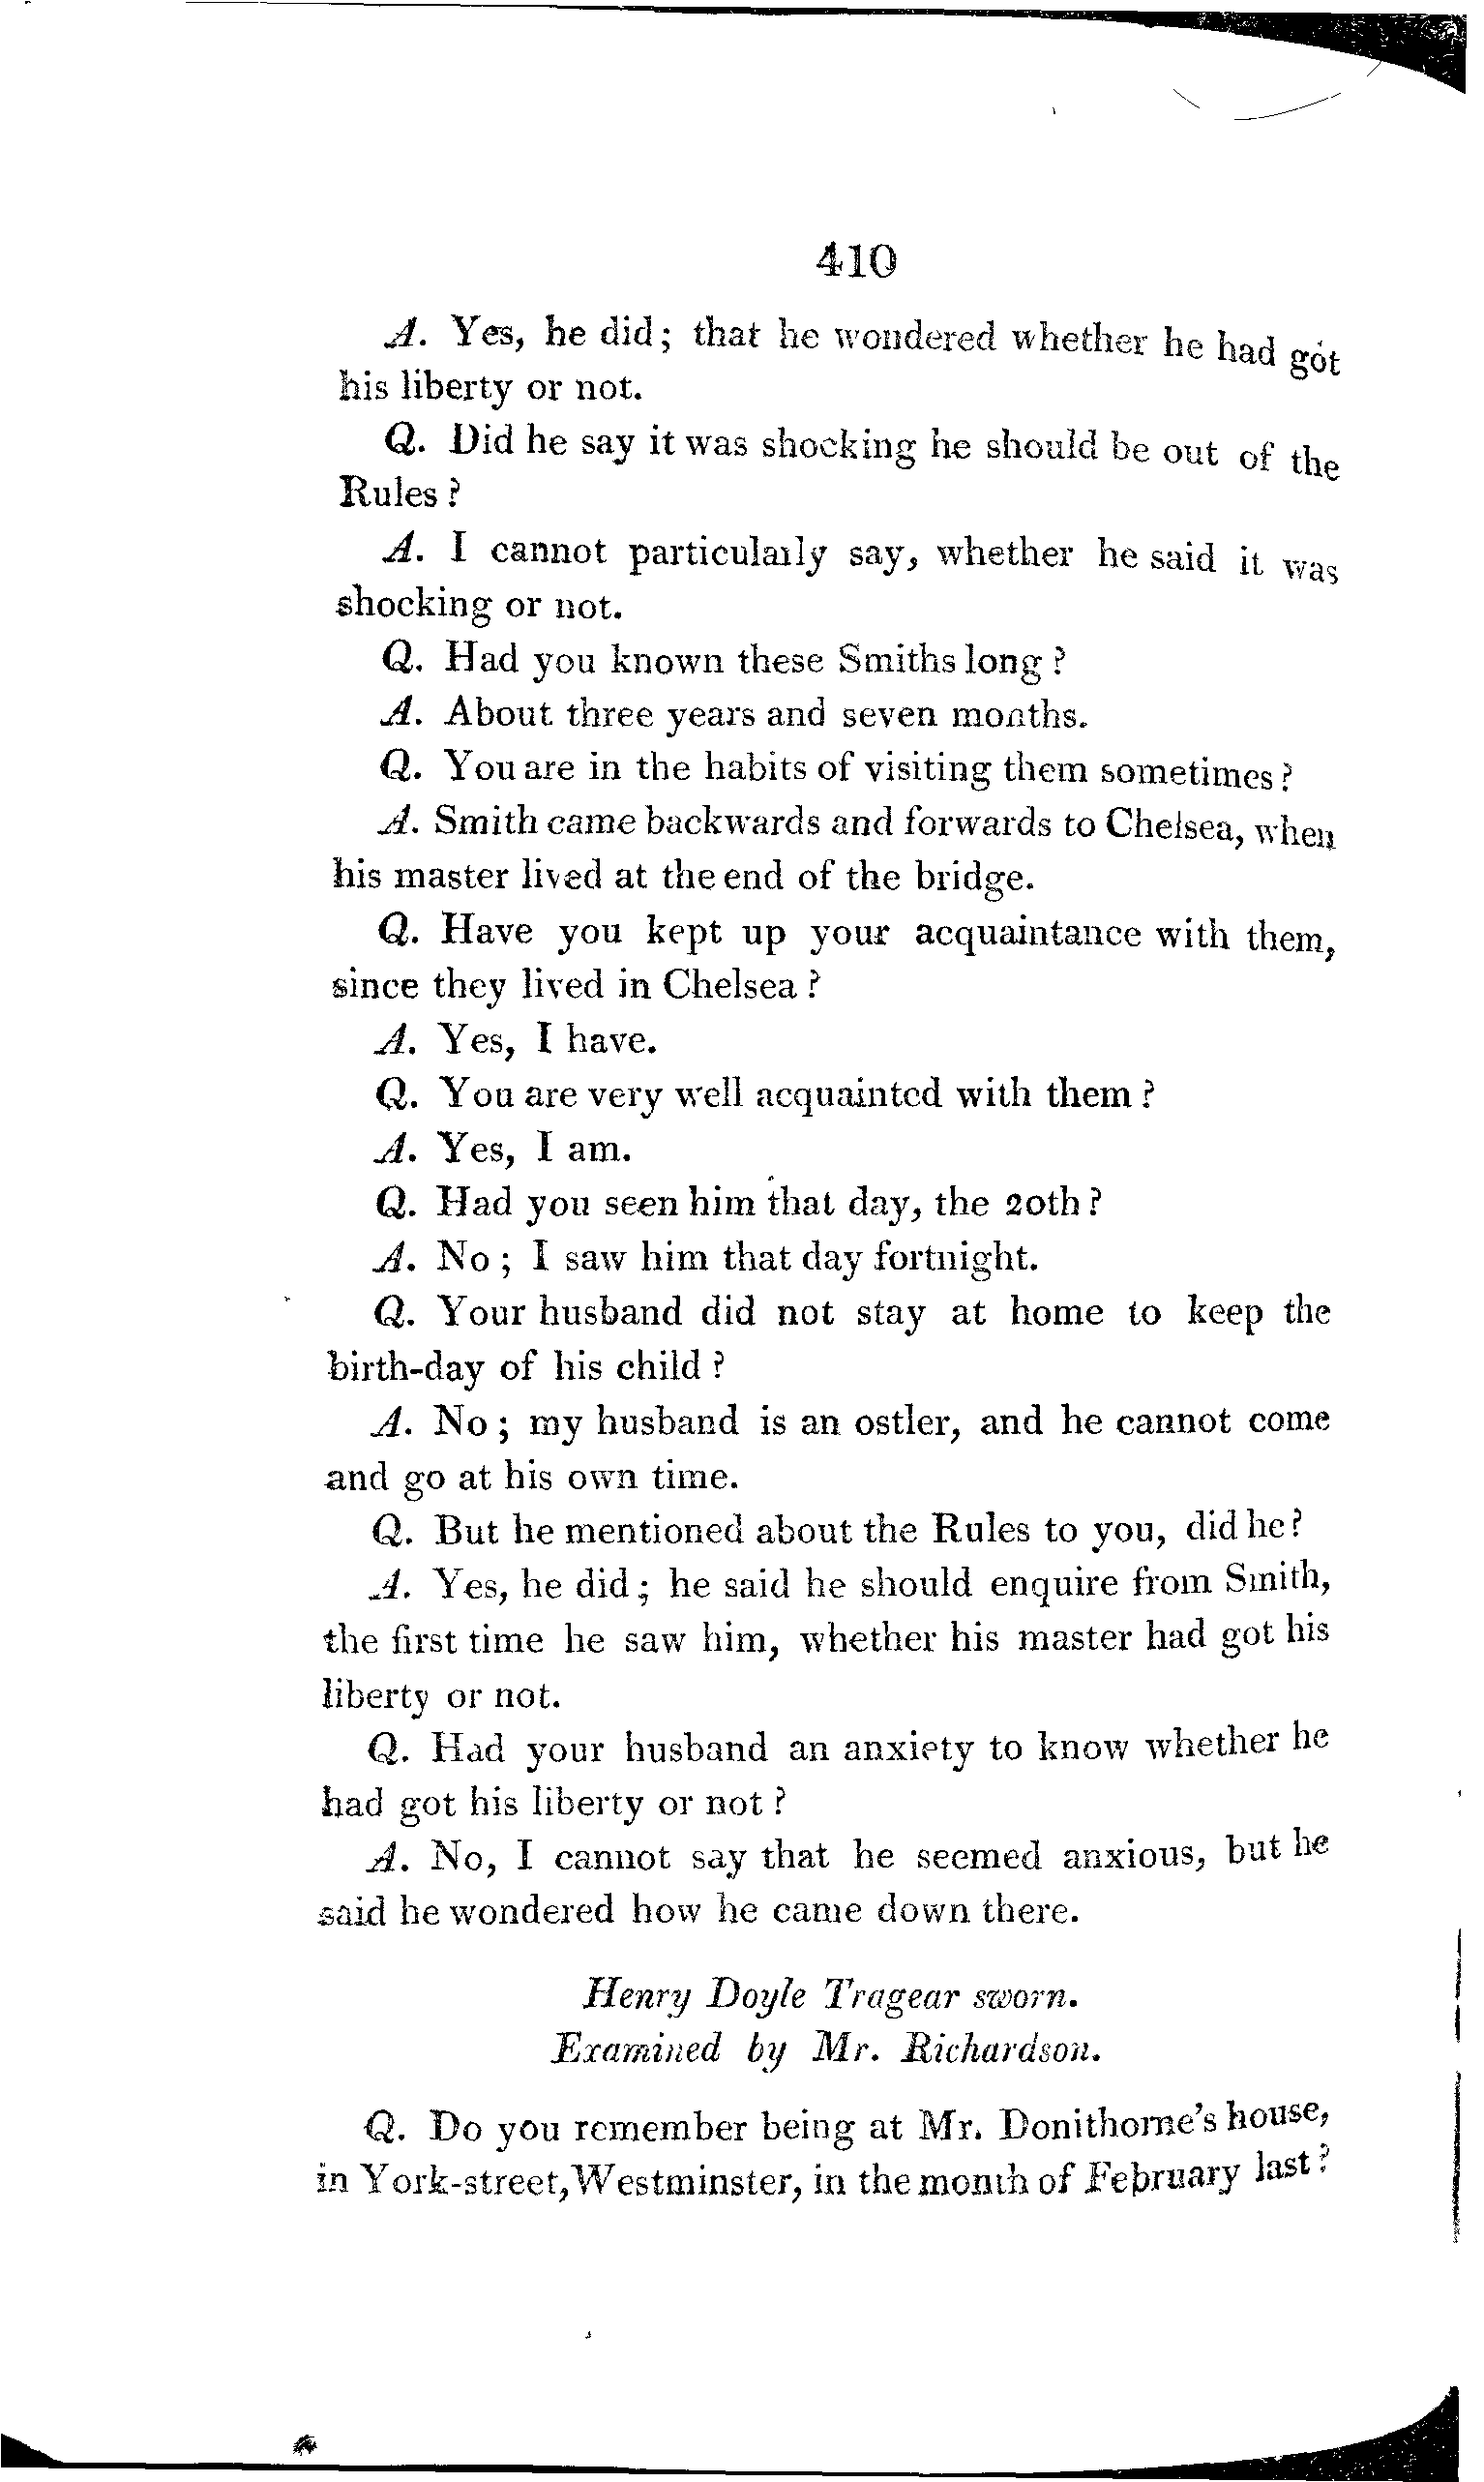 410
A. Yes, he did; that he wondered whether he had got
his liberty or not.
Q. Did he say it was shocking he should be out of the
Rules?
A. I cannot particularly say, whether he said it was
shocking or not.
Q. Had you known these Smiths long?
A. About three years and seven months.
Q. You are in the habits of visiting them sometimes?
A. Smith came backwards and forwards to Chelsea, when
his master lived at the end of the bridge.
Q. Have you kept up your acquaintance with them,
since they lived in Chelsea?
A. Yes, I have.
Q. You are very well acquainted with them?
A. Yes, I am.
Q. Had you seen him that day, the 20th?
A. No; I saw him that day fortnight.
Q. Your husband did not stay at home to keep the
birth-day of his child?
A. No; my husband is an ostler, and he cannot come
and go at his own time.
Q. But he mentioned about the Rules to you, did he?
A. Yes, he did; he said he should enquire from Smith,
the first time he saw him, whether his master had got his
liberty or not.
Q. Had your husband an anxiety to know whether he
had got his liberty or not?
A. No, I cannot say that he seemed anxious, but he
said he wondered how he came down there.
Henry Doyle Tragear sworn.
Examined by Mr. Richardson.
Q. Do you remember being at Mr. Donithorne's house,
in York-street, Westminster, in the month of February last?